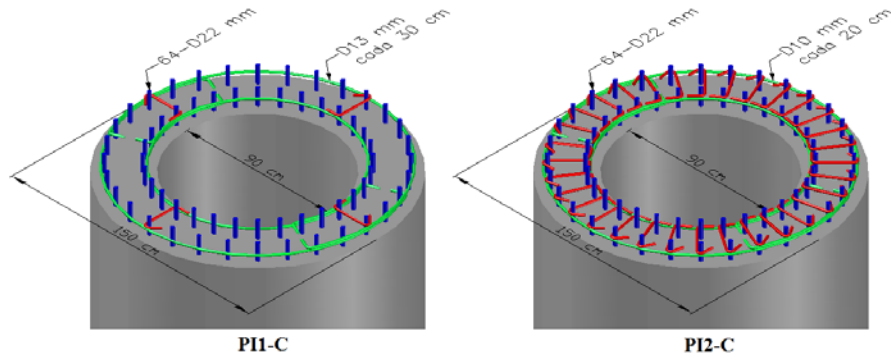 64-D22 mm
D13 mm
cada 30 cm
90 cm
150 cm
PI1-C
64-D22 mm
D10 mm
cada 20 cm
90 cm
150 cm
PI2-C